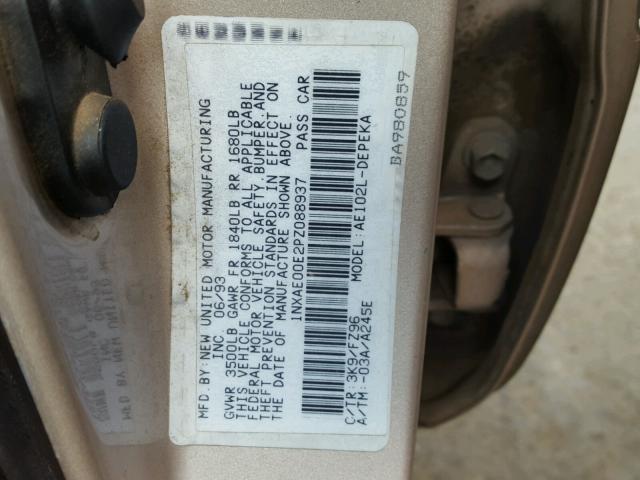 MFD.BY: NEW UNITED MOTOR MANUFACTURING
INC 06/93
GVWR 3500LB GAWR FR 1840LB RR 1680LB
THIS VEHICLE CONFORMS TO ALL APPLICABLE
FEDERAL MOTOR VEHICLE SAFETY, BUMPER, AND
THEFT PREVENTION STANDARDS IN EFFECT ON
THE DATE OF MANUFACTURE SHOWN ABOVE.
1NXAE00E2PZ088937 PASS CAR
MODEL: AE102L-DEPEKA
C/TR: 3K9/FZ96
A/TM: -03A/A245E
BA980859